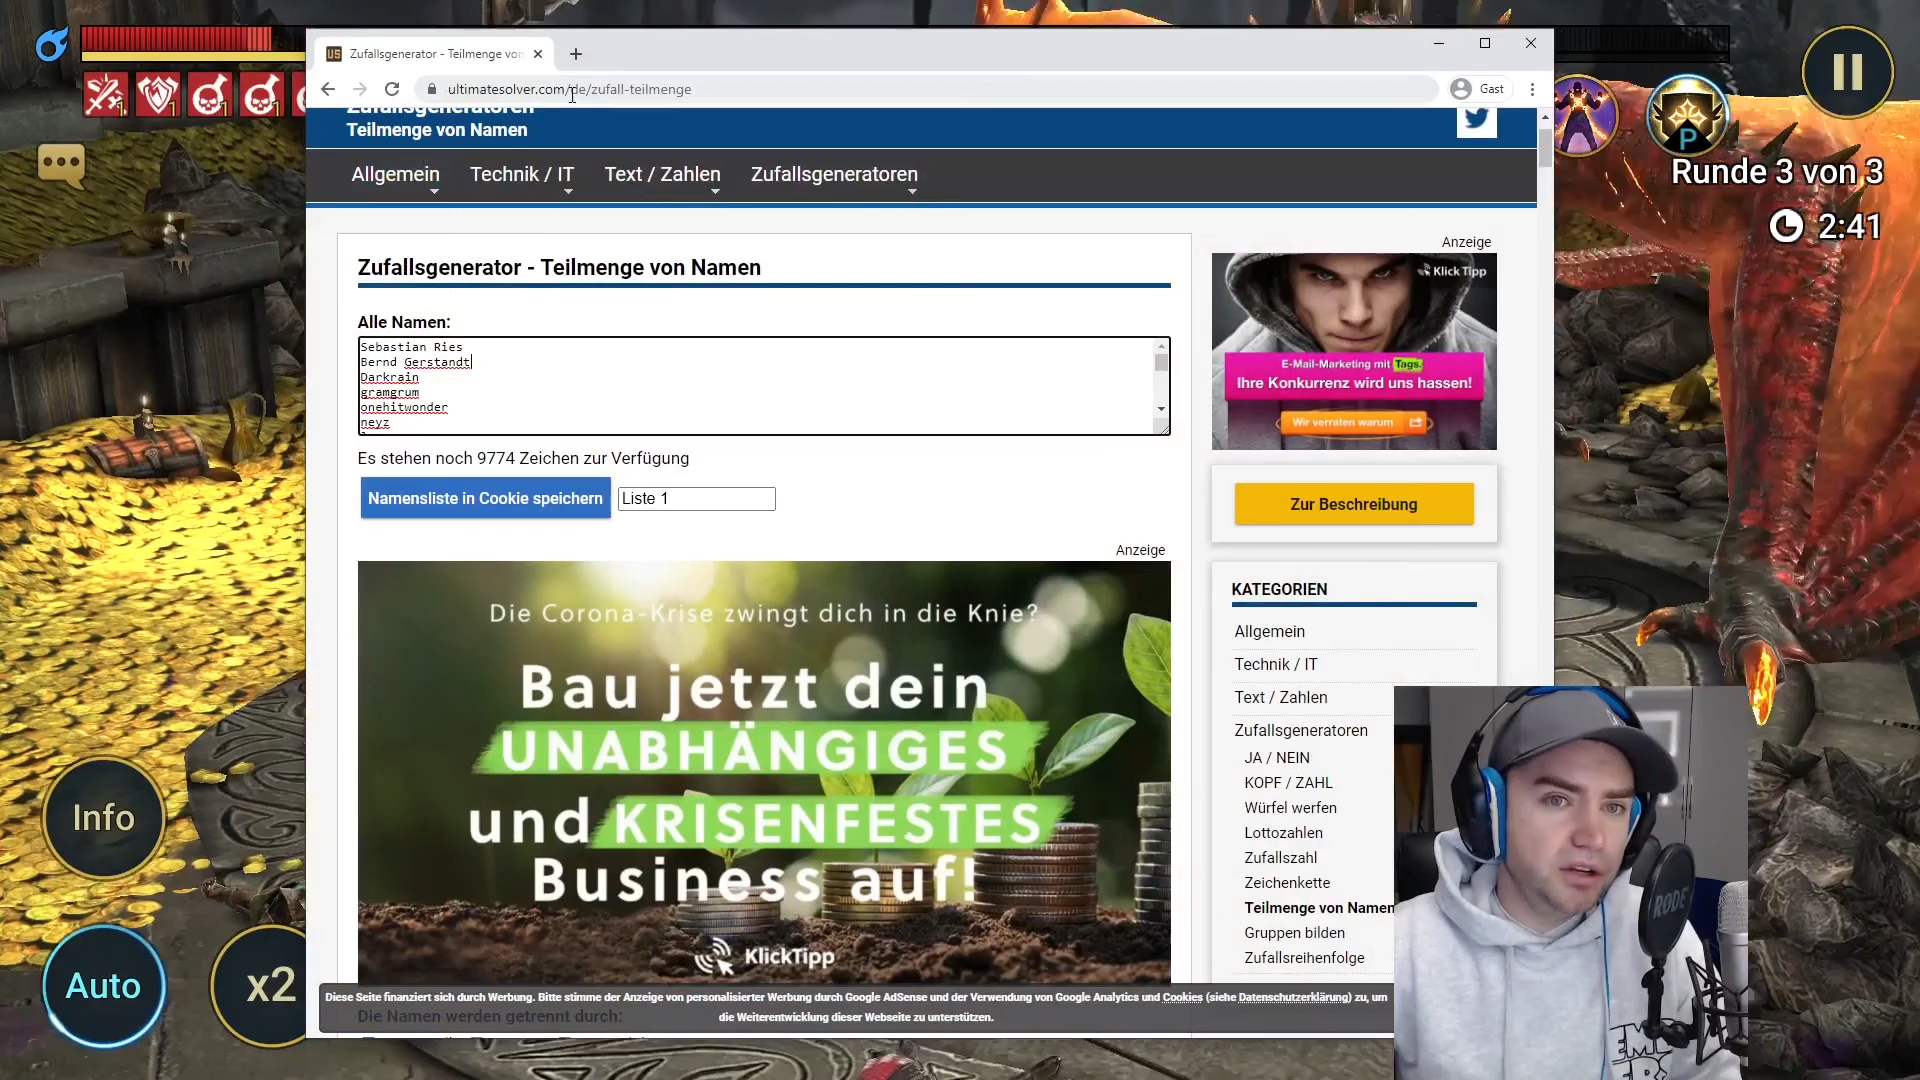 Zufallsgenerator - Teilmenge von
ultimatesolver.com/de/zufall-teilmenge
Gast
Zufallsgeneratoren
Teilmenge von Namen
Allgemein
Technik / IT
Text / Zahlen
Zufallsgeneratoren
P
Runde 3 von 3
2:41
1
1
1
1
Zufallsgenerator - Teilmenge von Namen
Alle Namen:
Sebastian Ries
Bernd Gerstandt
Darkrain
gramgrum
onehitwonder
neyz
Es stehen noch 9774 Zeichen zur Verfügung
Namensliste in Cookie speichern
Liste 1
Anzeige
Die Corona-Krise zwingt dich in die Knie?
Bau jetzt dein
UNABHÄNGIGES
und KRISENFESTES
Business auf!
KlickTipp
Anzeige
Klick Tipp
E-Mail-Marketing mit Tags.
Ihre Konkurrenz wird uns hassen!
Wir verraten warum
Zur Beschreibung
KATEGORIEN
Allgemein
Technik / IT
Text / Zahlen
Zufallsgeneratoren
JA / NEIN
KOPF / ZAHL
Würfel werfen
Lottozahlen
Zufallszahl
Zeichenkette
Teilmenge von Namen
Gruppen bilden
Zufallsreihenfolge
Diese Seite finanziert sich durch Werbung. Bitte stimme der Anzeige von personalisierter Werbung durch Google AdSense und der Verwendung von Google Analytics und Cookies (siehe Datenschutzerklärung) zu, um
die Weiterentwicklung dieser Webseite zu unterstützen.
Die Namen werden getrennt durch:
Info
Auto
x2
RODE